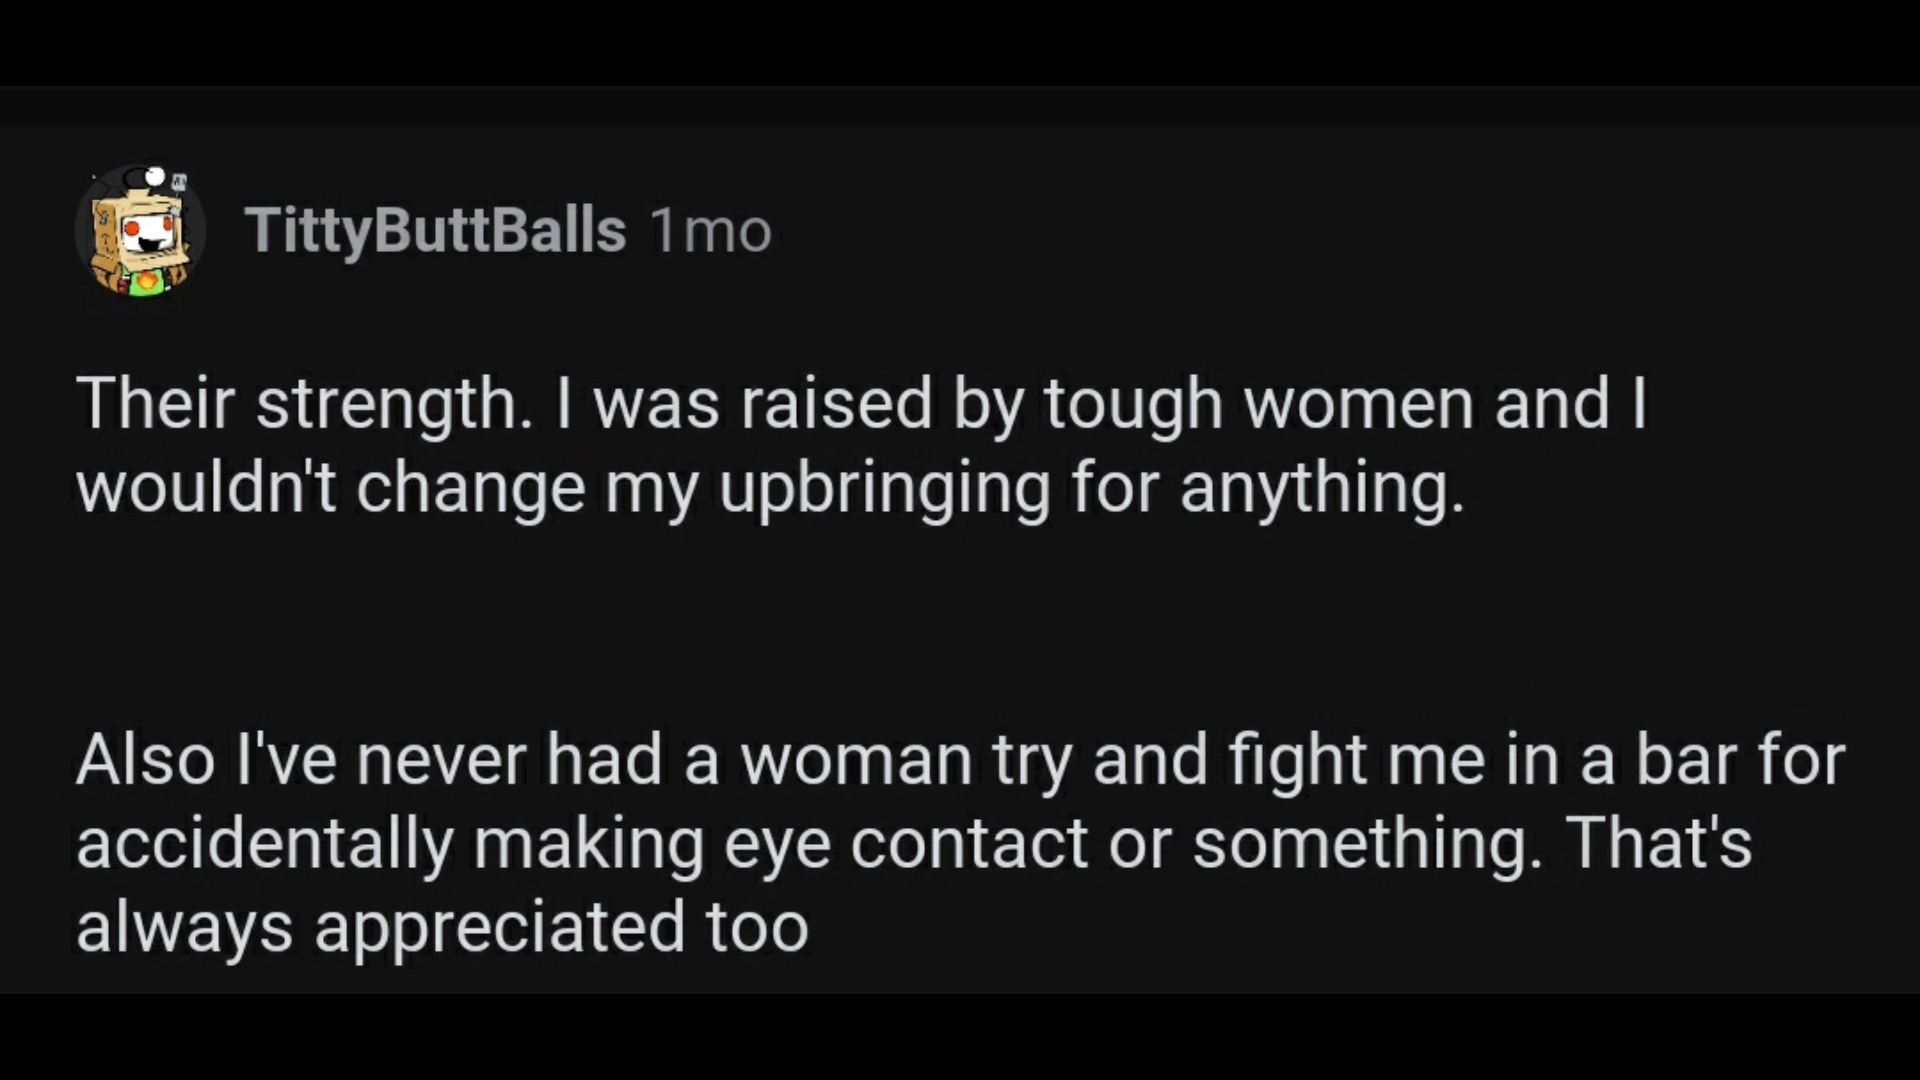 TittyButtBalls 1mo
Their strength. I was raised by tough women and I
wouldn't change my upbringing for anything.
Also I've never had a woman try and fight me in a bar for
accidentally making eye contact or something. That's
always appreciated too